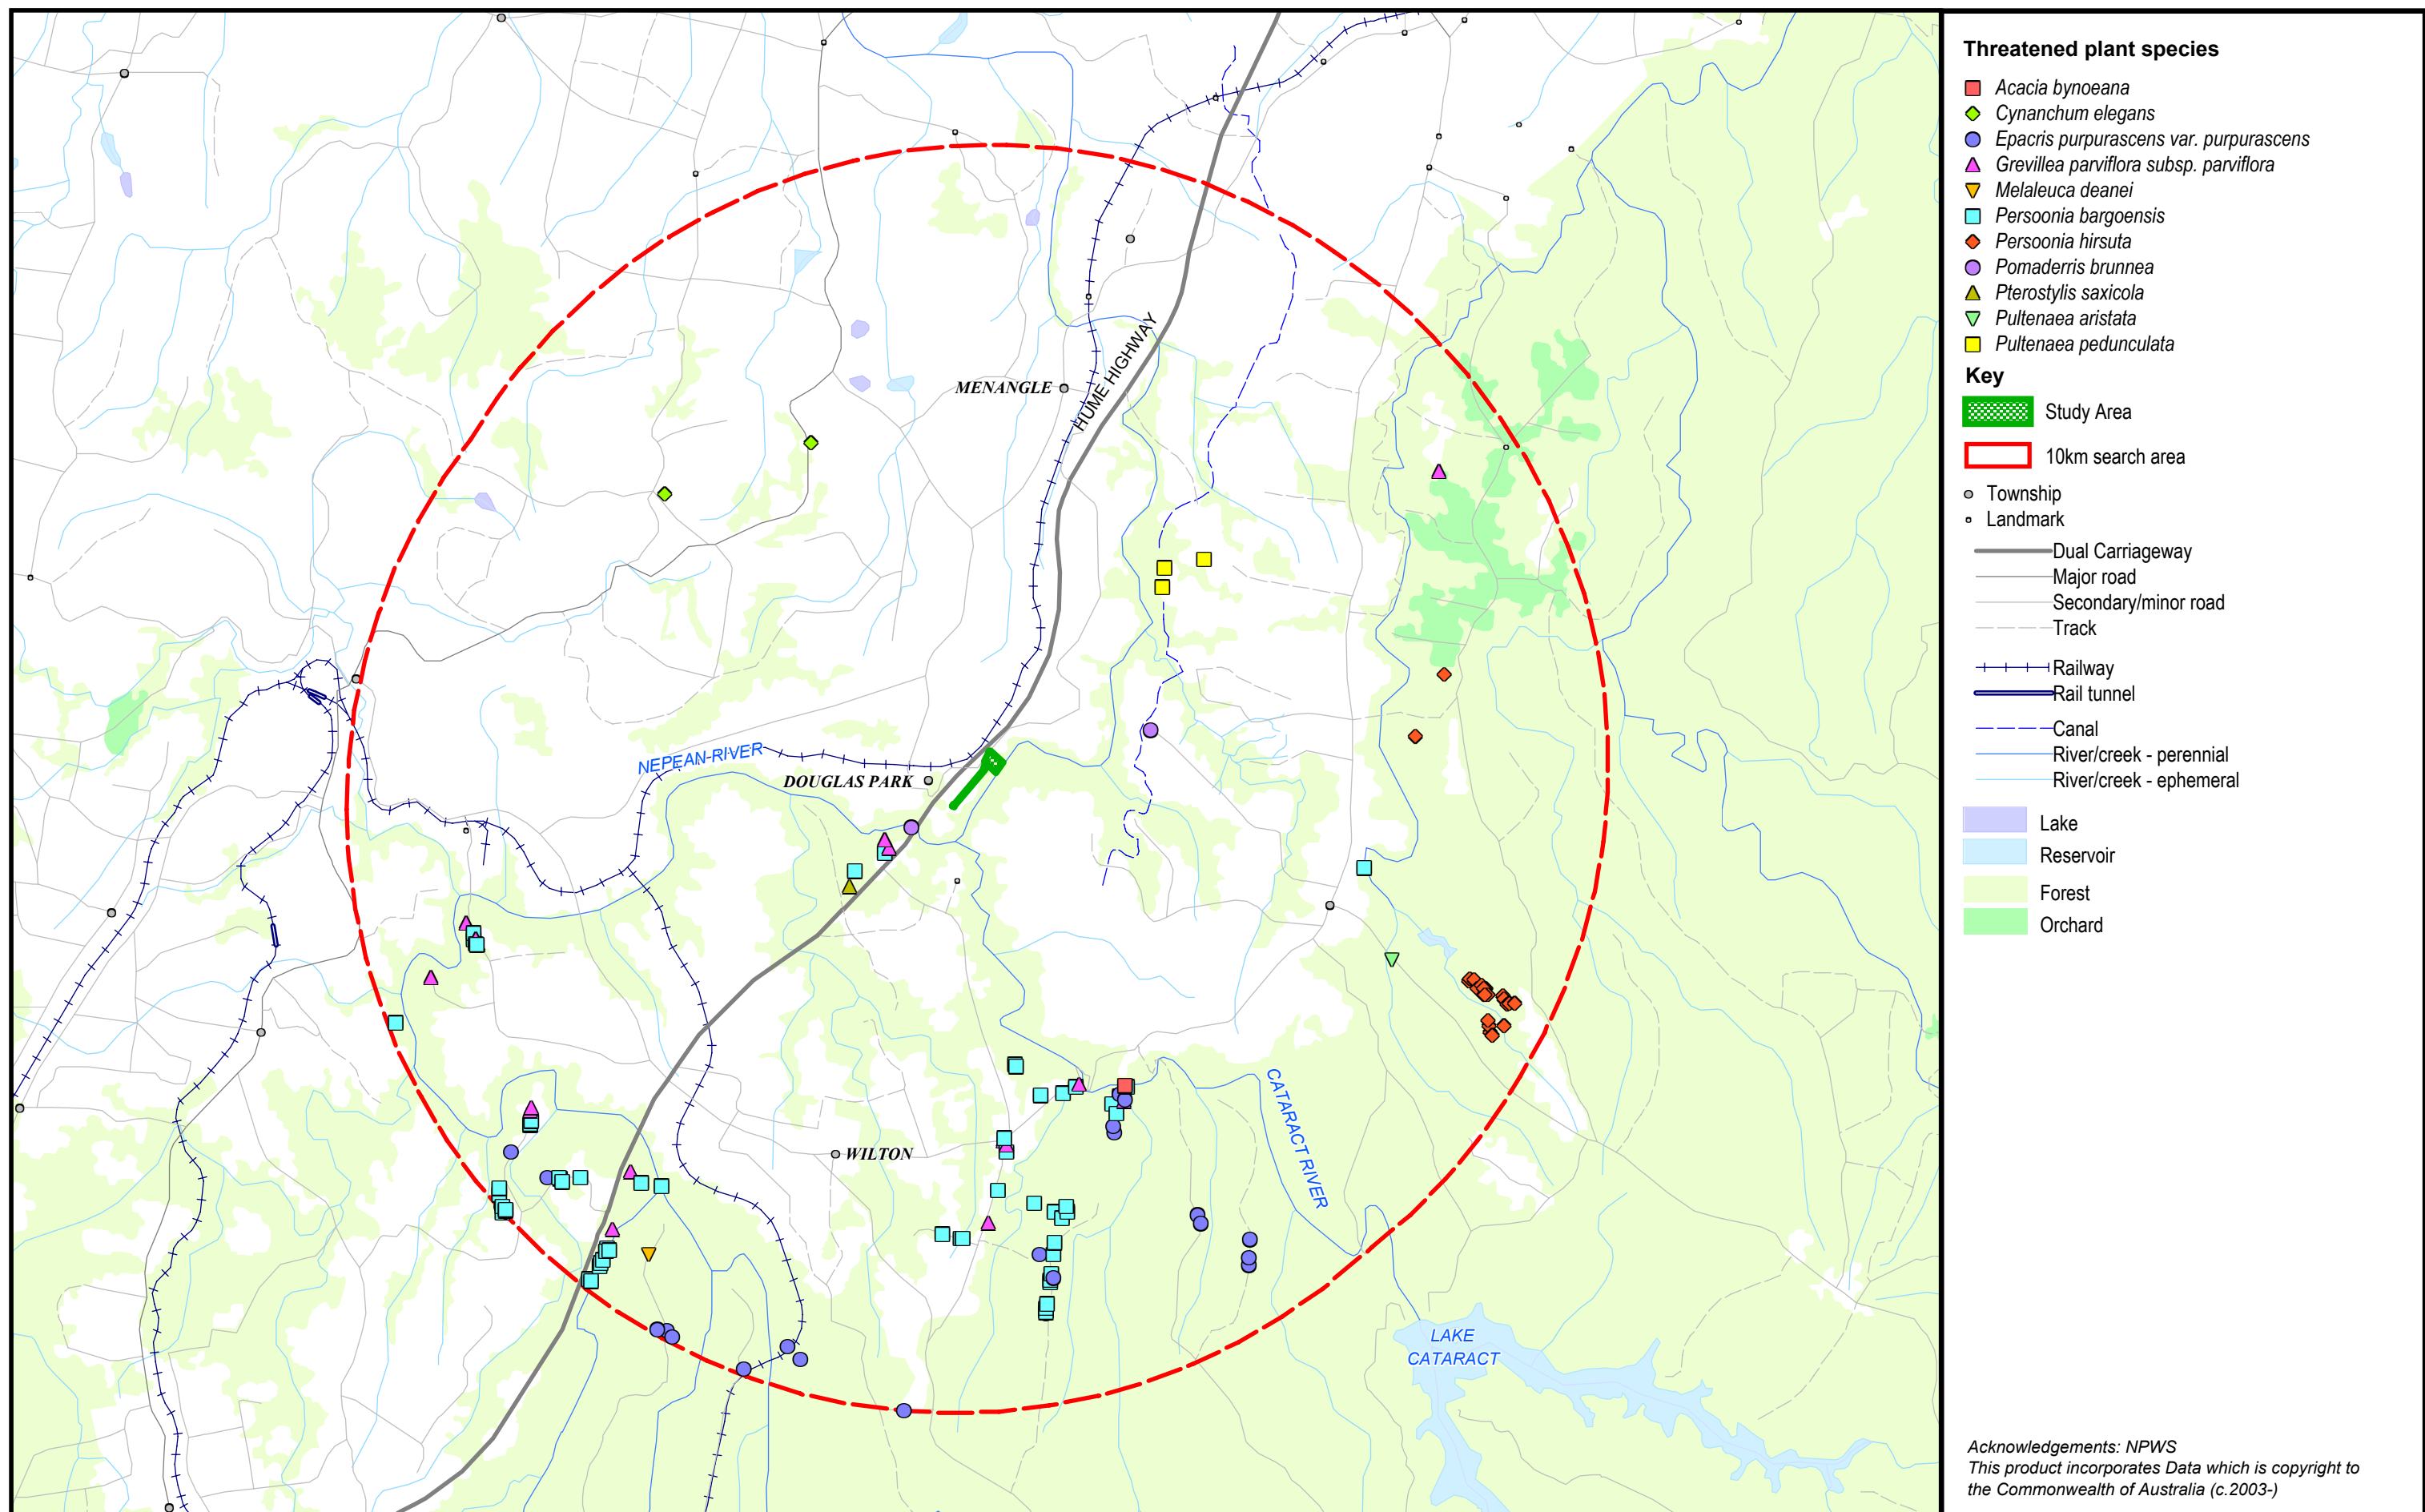 MENANGLE
HUME HIGHWAY
NEPEAN RIVER
DOUGLAS PARK
WILTON
CATARACT RIVER
LAKE
CATARACT
Threatened plant species
Acacia bynoeana
Cynanchum elegans
Epacris purpurascens var. purpurascens
Grevillea parviflora subsp. parviflora
Melaleuca deanei
Persoonia bargoensis
Persoonia hirsuta
Pomaderris brunnea
Pterostylis saxicola
Pultenaea aristata
Pultenaea pedunculata
Key
Study Area
10km search area
Township
Landmark
Dual Carriageway
Major road
Secondary/minor road
Track
Railway
Rail tunnel
Canal
River/creek - perennial
River/creek - ephemeral
Lake
Reservoir
Forest
Orchard
Acknowledgements: NPWS
This product incorporates Data which is copyright to
the Commonwealth of Australia (c.2003-)